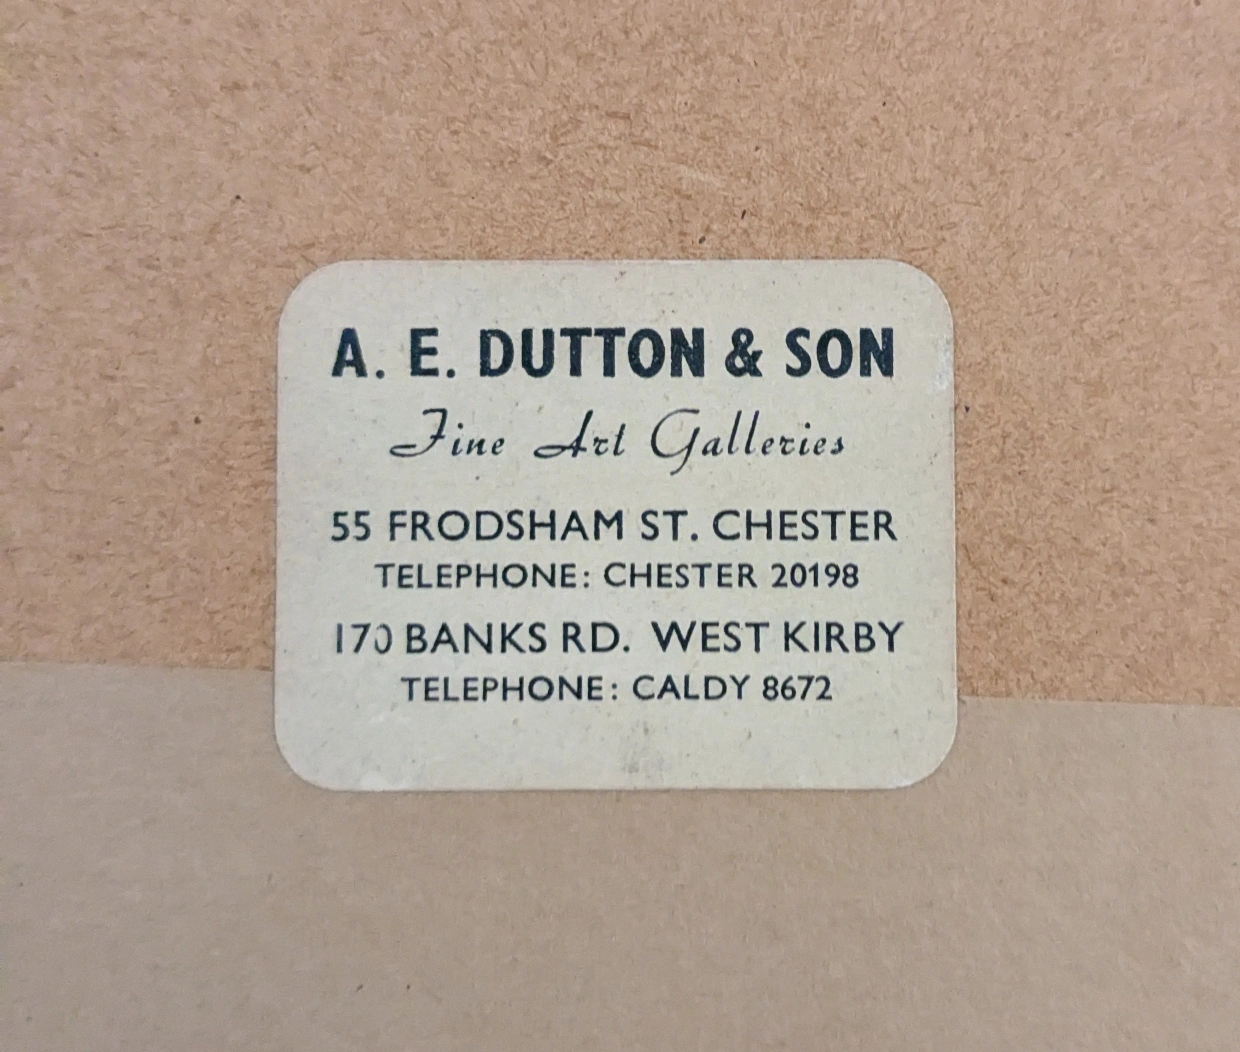 A. E. DUTTON & SON
Fine Art Galleries
55 FRODSHAM ST. CHESTER
TELEPHONE: CHESTER 20198
170 BANKS RD. WEST KIRBY
TELEPHONE: CALDY 8672